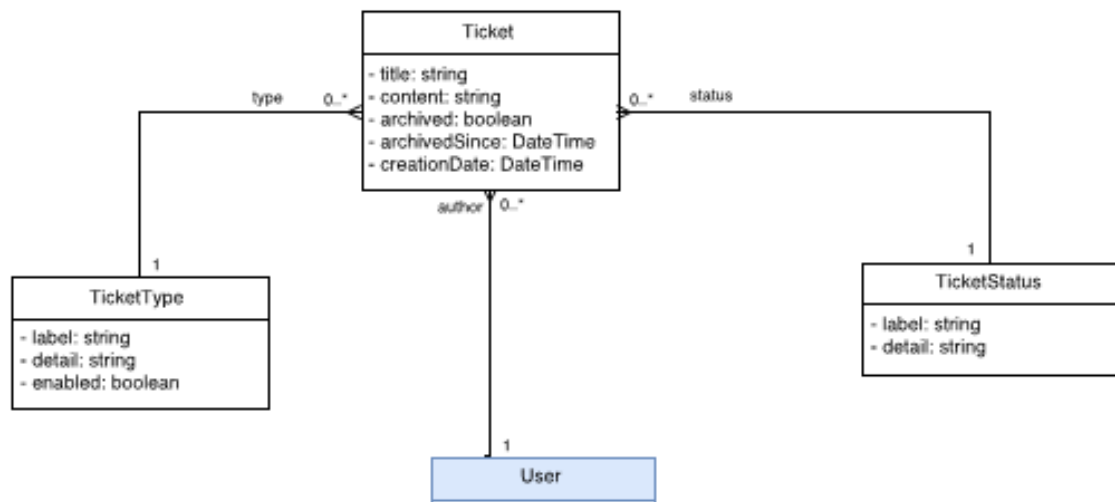 Ticket
- title: string
- content: string
- archived: boolean
- archivedSince: DateTime
- creationDate: DateTime
type
0..*
0..*
status
author
0..*
1
1
TicketType
- label: string
- detail: string
- enabled: boolean
TicketStatus
- label: string
- detail: string
1
User